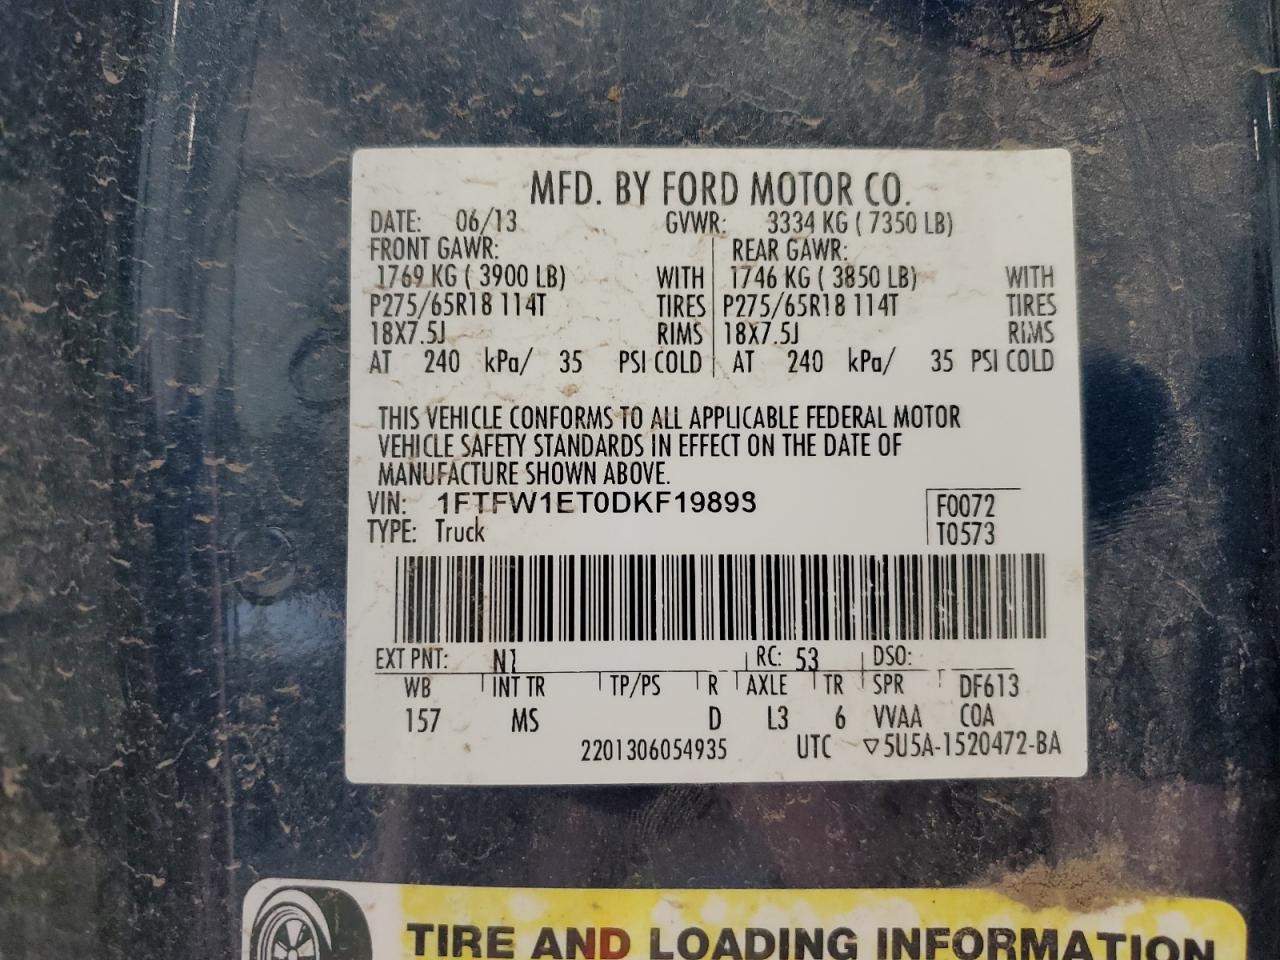 MFD. BY FORD MOTOR CO.
DATE: 06/13 GVWR: 3334 KG ( 7350 LB)
FRONT GAWR: REAR GAWR:
1769 KG ( 3900 LB) WITH 1746 KG ( 3850 LB) WITH
P275/65R18 114T TIRES P275/65R18 114T TIRES
18X7.5J RIMS 18X7.5J RIMS
AT 240 kPa/ 35 PSI COLD AT 240 kPa/ 35 PSI COLD
THIS VEHICLE CONFORMS TO ALL APPLICABLE FEDERAL MOTOR
VEHICLE SAFETY STANDARDS IN EFFECT ON THE DATE OF
MANUFACTURE SHOWN ABOVE.
VIN: 1FTFW1ET0DKF19893 F0072
TYPE: Truck T0573
EXT PNT: N1 RC: 53 DSO:
WB INT TR TP/PS R AXLE TR SPR DF613
157 MS D L3 6 VVAA COA
2201306054935 UTC ▽5U5A-1520472-BA
TIRE AND LOADING INFORMATION